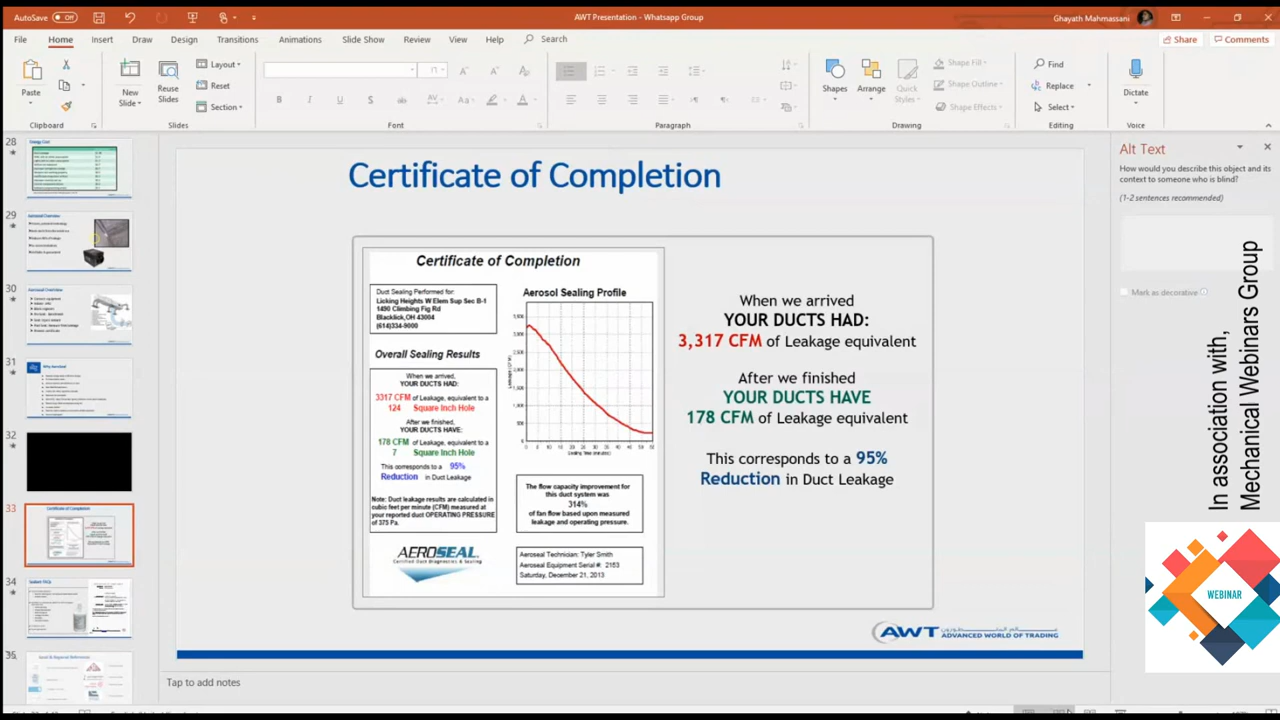 AutoSave Off
AWT Presentation - Whatsapp Group
Ghayath Mahmassani
File Home Insert Draw Design Transitions Animations Slide Show Review View Help Search
Share Comments
Paste
New
Slide
Reuse
Slides
Layout
Reset
Section
Shapes
Arrange
Quick
Styles
Shape Fill
Shape Outline
Shape Effects
Find
Replace
Select
Dictate
Clipboard Slides Font Paragraph Drawing Editing Voice
28
29
30
31
32
33
34
35
Certificate of Completion
Certificate of Completion
Duct Sealing Performed for:
Licking Heights W Elem Sup Sec B-1
1490 Climbing Fig Rd
Blacklick,OH 43004
(614)334-9000
Overall Sealing Results
When we arrived,
YOUR DUCTS HAD:
3317 CFM of Leakage, equivalent to a
124 Square Inch Hole
After we finished,
YOUR DUCTS HAVE:
178 CFM of Leakage, equivalent to a
7 Square Inch Hole
This corresponds to a 95%
Reduction in Duct Leakage
Note: Duct leakage results are calculated in
cubic feet per minute (CFM) measured at
your reported duct OPERATING PRESSURE
of 375 Pa.
AEROSEAL
Certified Duct Diagnostics & Sealing
Aerosol Sealing Profile
The flow capacity improvement for
this duct system was
314%
of fan flow based upon measured
leakage and operating pressure.
Aeroseal Technician: Tyler Smith
Aeroseal Equipment Serial #: 2153
Saturday, December 21, 2013
When we arrived
YOUR DUCTS HAD:
3,317 CFM of Leakage equivalent
After we finished
YOUR DUCTS HAVE
178 CFM of Leakage equivalent
This corresponds to a 95%
Reduction in Duct Leakage
AWT ADVANCED WORLD OF TRADING
Tap to add notes
Alt Text
How would you describe this object and its
context to someone who is blind?
(1-2 sentences recommended)
Mark as decorative
In association with,
Mechanical Webinars Group
WEBINAR